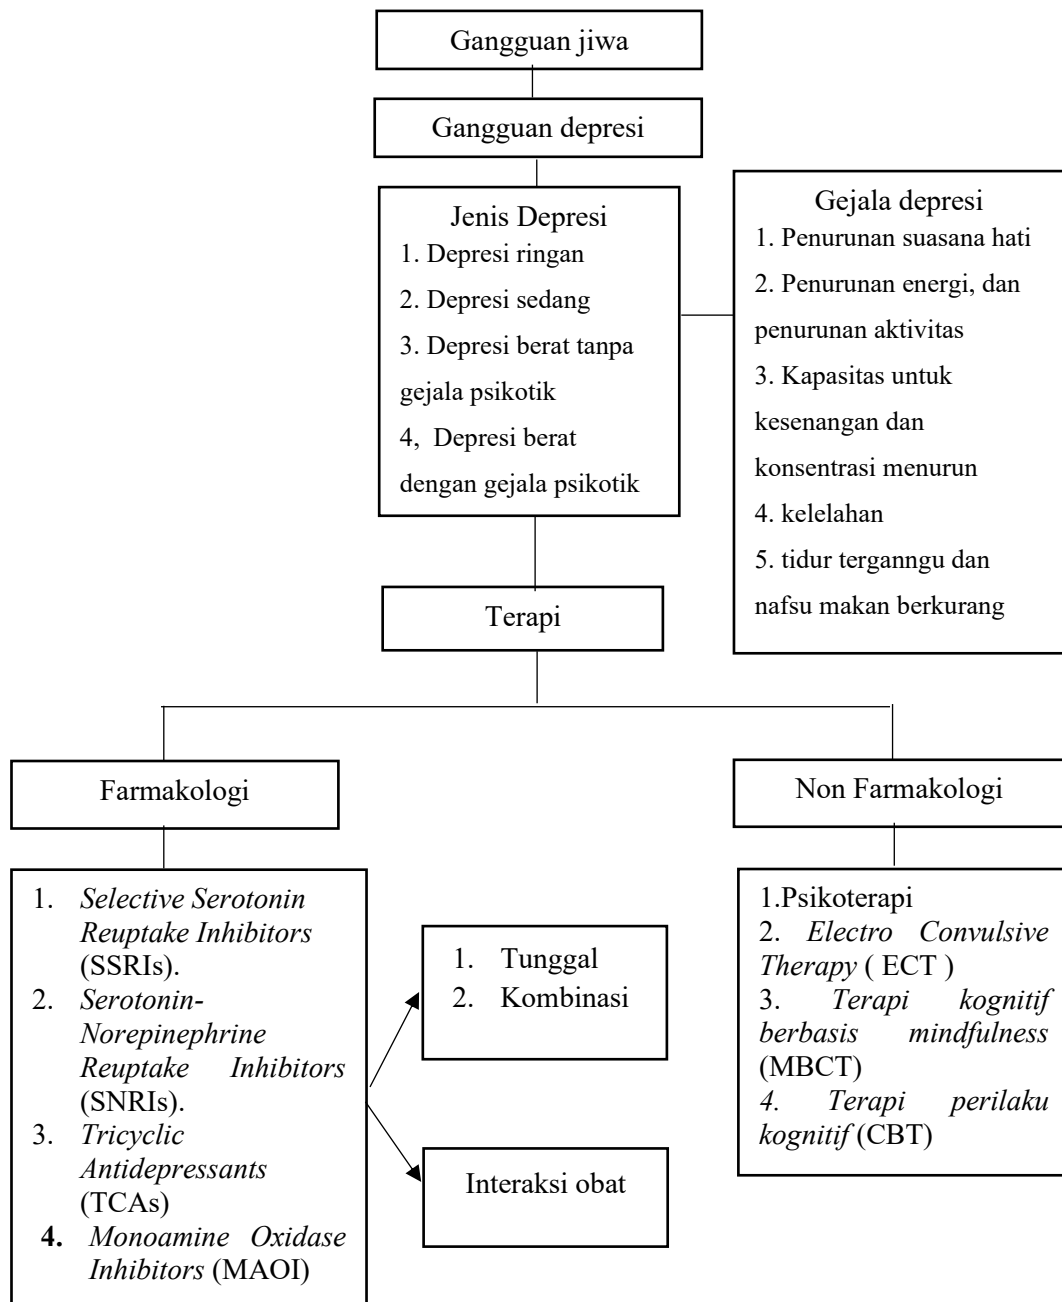 Gangguan jiwa
Gangguan depresi
Jenis Depresi
1. Depresi ringan
2. Depresi sedang
3. Depresi berat tanpa
gejala psikotik
4, Depresi berat
dengan gejala psikotik
Gejala depresi
1. Penurunan suasana hati
2. Penurunan energi, dan
penurunan aktivitas
3. Kapasitas untuk
kesenangan dan
konsentrasi menurun
4. kelelahan
5. tidur terganngu dan
nafsu makan berkurang
Terapi
Farmakologi
Non Farmakologi
1. Selective Serotonin
Reuptake Inhibitors
(SSRIs).
2. Serotonin-
Norepinephrine
Reuptake Inhibitors
(SNRIs).
3. Tricyclic
Antidepressants
(TCAs)
4. Monoamine Oxidase
Inhibitors (MAOI)
1. Tunggal
2. Kombinasi
Interaksi obat
1.Psikoterapi
2. Electro Convulsive
Therapy ( ECT )
3. Terapi kognitif
berbasis mindfulness
(MBCT)
4. Terapi perilaku
kognitif (CBT)